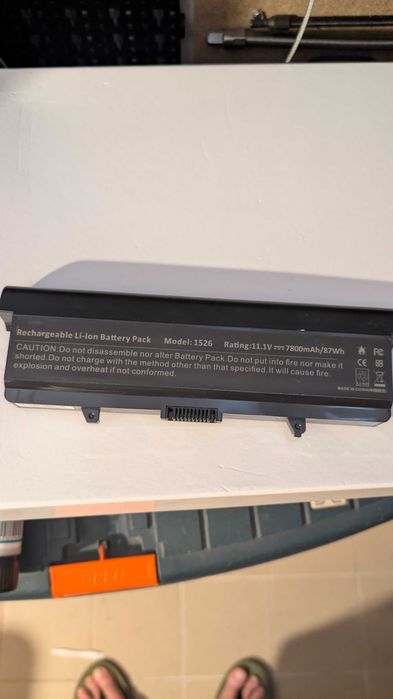 Rechargeable Li-ion Battery Pack Model: 1526 Rating:11.1V 7800mAh/87Wh
CAUTION:Do not disassemble nor alter Battery Pack.Do not put into fire nor make it
shorted.Do not charge with the method other than that specified.It will cause fire.
explosion and overheat if not conformed.
CE
MADE IN CHINA
OPEN